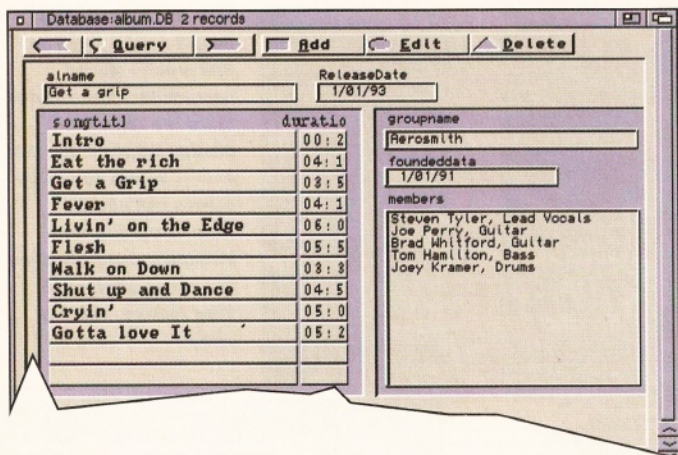 Database:album.DB 2 records
Query Add Edit Delete
alname
Get a grip
ReleaseDate
1/01/93
songtitl duratio
Intro 00:2
Eat the rich 04:1
Get a Grip 03:5
Fever 04:1
Livin' on the Edge 06:0
Flesh 05:5
Walk on Down 03:3
Shut up and Dance 04:5
Cryin' 05:0
Gotta love It 05:2
groupname
Aerosmith
foundeddata
1/01/91
members
Steven Tyler, Lead Vocals
Joe Perry, Guitar
Brad Whitford, Guitar
Tom Hamilton, Bass
Joey Kramer, Drums